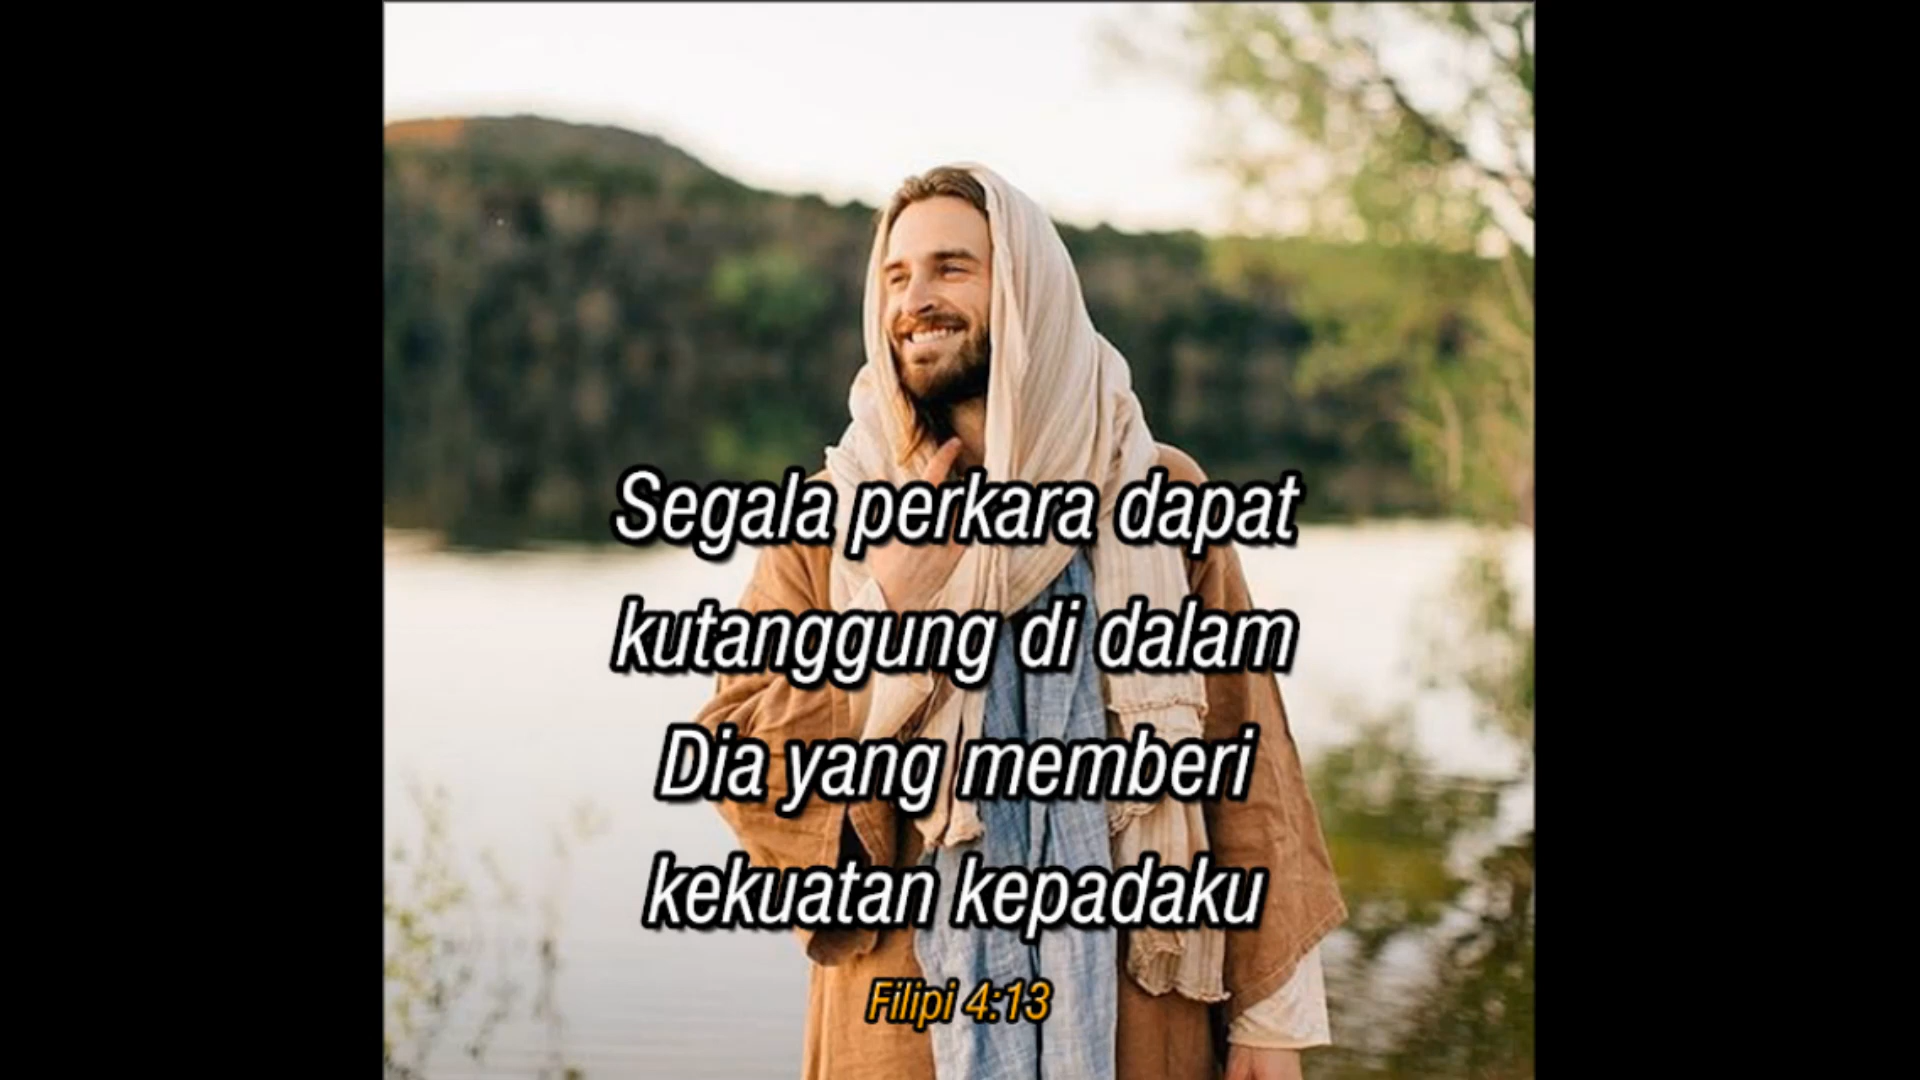 Segala perkara dapat
kutanggung di dalam
Dia yang memberi
kekuatan kepadaku
Filipi 4:13